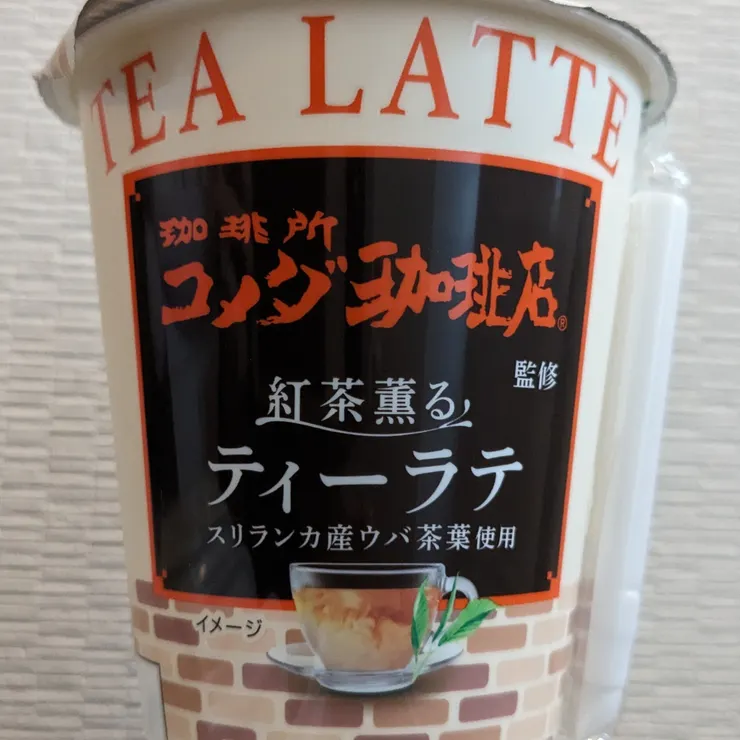 TEA LATTE
珈琲所
コメダ珈琲店®
監修
紅茶薫る
ティーラテ
スリランカ産ウバ茶葉使用
イメージ